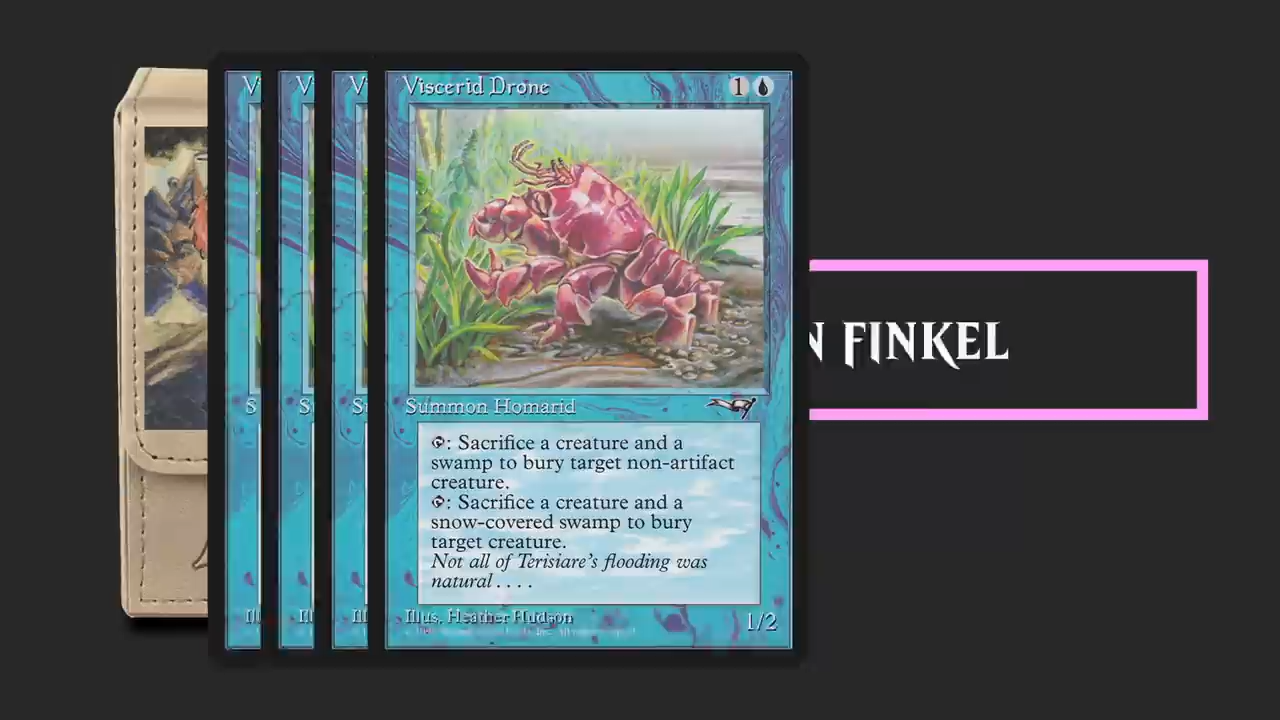 Viscerid Drone 1
N FINKEL
Summon Homarid
: Sacrifice a creature and a
swamp to bury target non-artifact
creature.
: Sacrifice a creature and a
snow-covered swamp to bury
target creature.
Not all of Terisiare's flooding was
natural . . . .
Illus. Heather Hudson
1/2